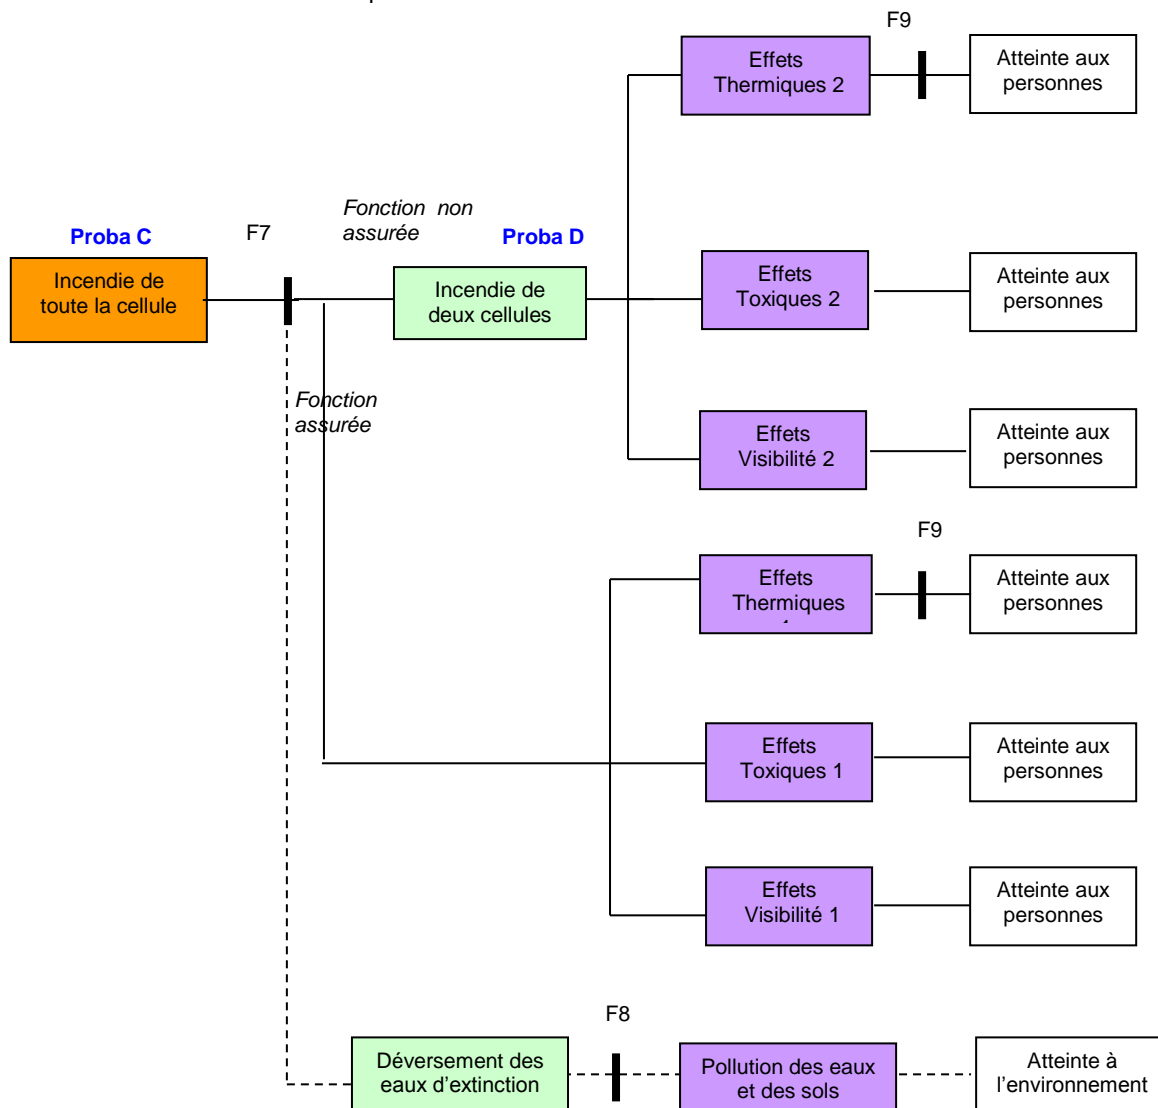 F9
Effets
Thermiques 2
Atteinte aux
personnes
Fonction non
assurée
Proba C
F7
Proba D
Incendie de
toute la cellule
Incendie de
deux cellules
Effets
Toxiques 2
Atteinte aux
personnes
Fonction
assurée
Effets
Visibilité 2
Atteinte aux
personnes
F9
Effets
Thermiques
Atteinte aux
personnes
Effets
Toxiques 1
Atteinte aux
personnes
Effets
Visibilité 1
Atteinte aux
personnes
F8
Déversement des
eaux d'extinction
Pollution des eaux
et des sols
Atteinte à
l'environnement